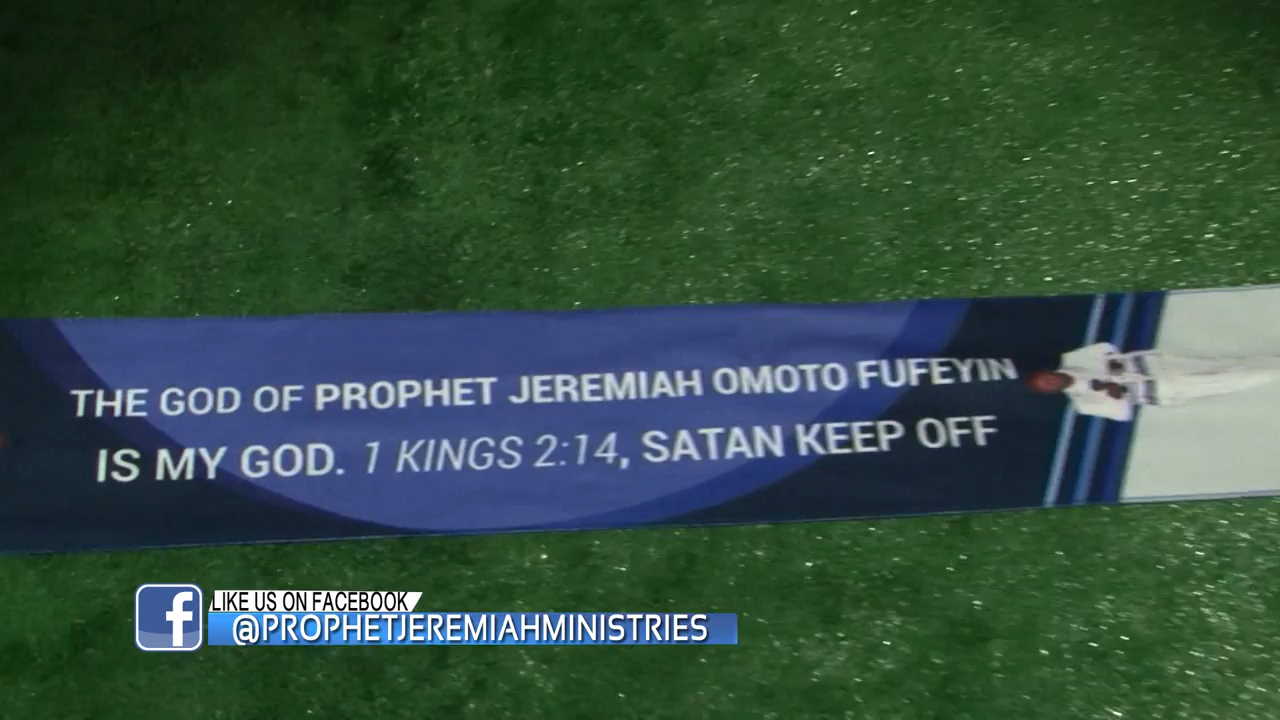 THE GOD OF PROPHET JEREMIAH OMOTO FUFEYIN
IS MY GOD. 1 KINGS 2:14, SATAN KEEP OFF
LIKE US ON FACEBOOK
@PROPHETJEREMIAHMINISTRIES